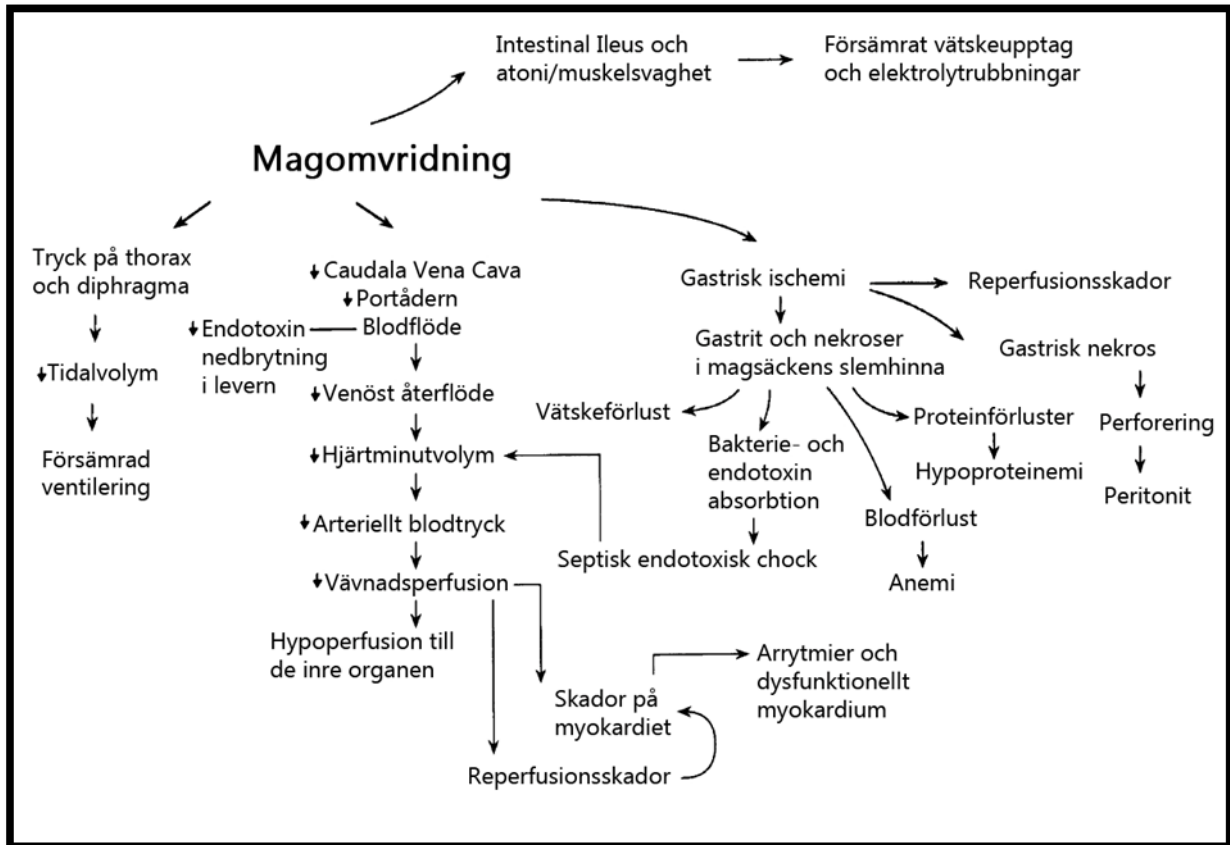 Intestinal Ileus och
atoni/muskelsvaghet
Försämrat vätskeupptag
och elektrolytrubbningar
Magomvridning
Tryck på thorax
och diphragma
Tidalvolym
Försämrad
ventilering
Caudala Vena Cava
Portådern
Blodflöde
Endotoxin
nedbrytning
i levern
Venöst återflöde
Hjärtminutvolym
Arteriellt blodtryck
Vävnadsperfusion
Hypoperfusion till
de inre organen
Gastrisk ischemi
Reperfusionsskador
Gastrit och nekroser
i magsäckens slemhinna
Gastrisk nekros
Perforering
Peritonit
Vätskeförlust
Bakterie- och
endotoxin
absorbtion
Septisk endotoxisk chock
Proteinförluster
Hypoproteinemi
Blodförlust
Anemi
Skador på
myokardiet
Arrytmier och
dysfunktionellt
myokardium
Reperfusionsskador